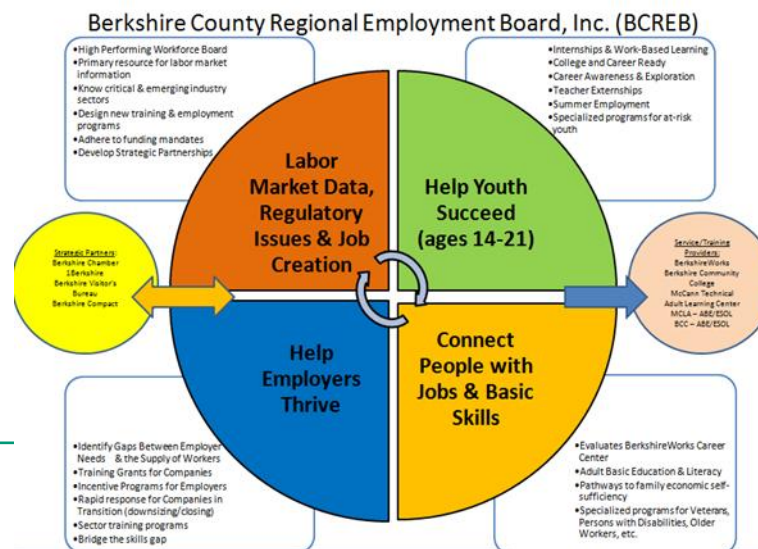 Berkshire County Regional Employment Board, Inc. (BCREB)
•High Performing Workforce Board
•Primary resource for labor market
information
•Know critical & emerging industry
sectors
•Design new training & employment
programs
•Adhere to funding mandates
•Develop Strategic Partnerships
•Internships & Work-Based Learning
•College and Career Ready
•Career Awareness & Exploration
•Teacher Externships
•Summer Employment
•Specialized programs for at-risk
youth
Labor
Market Data,
Regulatory
Issues & Job
Creation
Help Youth
Succeed
(ages 14-21)
Strategic Partners:
Berkshire Chamber
1Berkshire
Berkshire Visitor's
Bureau
Berkshire Compact
Service/Training
Providers:
BerkshireWorks
Berkshire Community
College
McCann Technical
Adult Learning Center
MCLA – ABE/ESOL
BCC – ABE/ESOL
Help
Employers
Thrive
Connect
People with
Jobs & Basic
Skills
•Identify Gaps Between Employer
Needs & the Supply of Workers
•Training Grants for Companies
•Incentive Programs for Employers
•Rapid response for Companies in
Transition (downsizing/closing)
•Sector training programs
•Bridge the skills gap
•Evaluates BerkshireWorks Career
Center
•Adult Basic Education & Literacy
•Pathways to family economic self-
sufficiency
•Specialized programs for Veterans,
Persons with Disabilities, Older
Workers, etc.